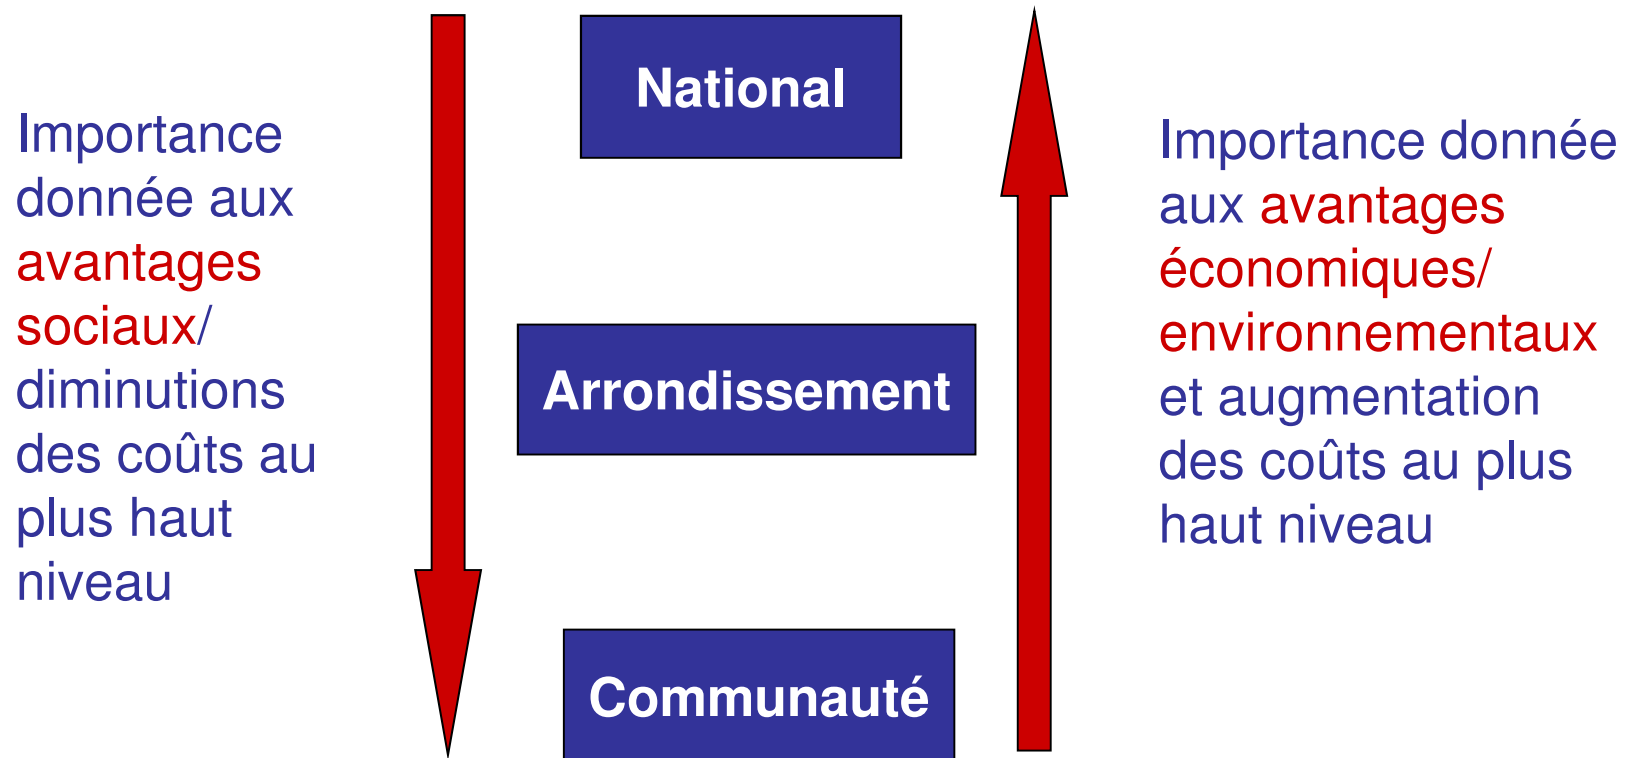 Importance
donnée aux
avantages
sociaux/
diminutions
des coûts au
plus haut
niveau
National
Arrondissement
Communauté
Importance donnée
aux avantages
économiques/
environnementaux
et augmentation
des coûts au plus
haut niveau